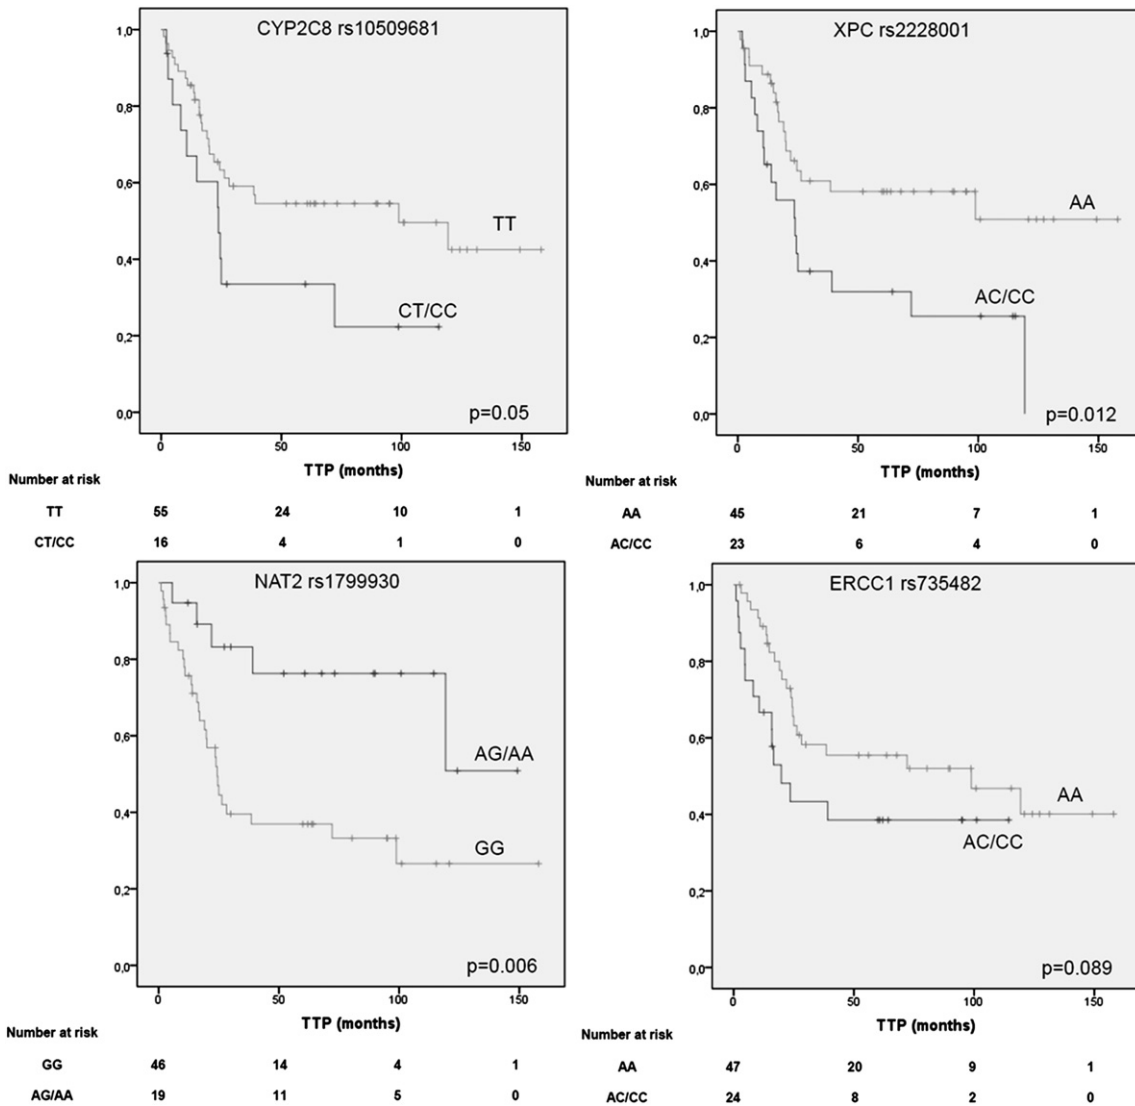 CYP2C8 rs10509681
1,0
0,8
0,6
0,4
0,2
0,0
TT
CT/CC
p=0.05
0 50 100 150
TTP (months)
Number at risk
TT 55 24 10 1
CT/CC 16 4 1 0
XPC rs2228001
1,0
0,8
0,6
0,4
0,2
0,0
AA
AC/CC
p=0.012
0 50 100 150
TTP (months)
Number at risk
AA 45 21 7 1
AC/CC 23 6 4 0
NAT2 rs1799930
1,0
0,8
0,6
0,4
0,2
0,0
AG/AA
GG
p=0.006
0 50 100 150
TTP (months)
Number at risk
GG 46 14 4 1
AG/AA 19 11 5 0
ERCC1 rs735482
1,0
0,8
0,6
0,4
0,2
0,0
AA
AC/CC
p=0.089
0 50 100 150
TTP (months)
Number at risk
AA 47 20 9 1
AC/CC 24 8 2 0